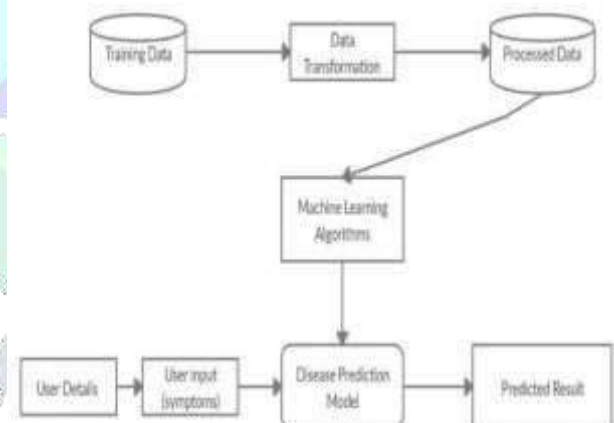 Training Data
Data
Transformation
Processed Data
Machine Learning
Algorithms
User Details
User input
(symptoms)
Disease Prediction
Model
Predicted Result